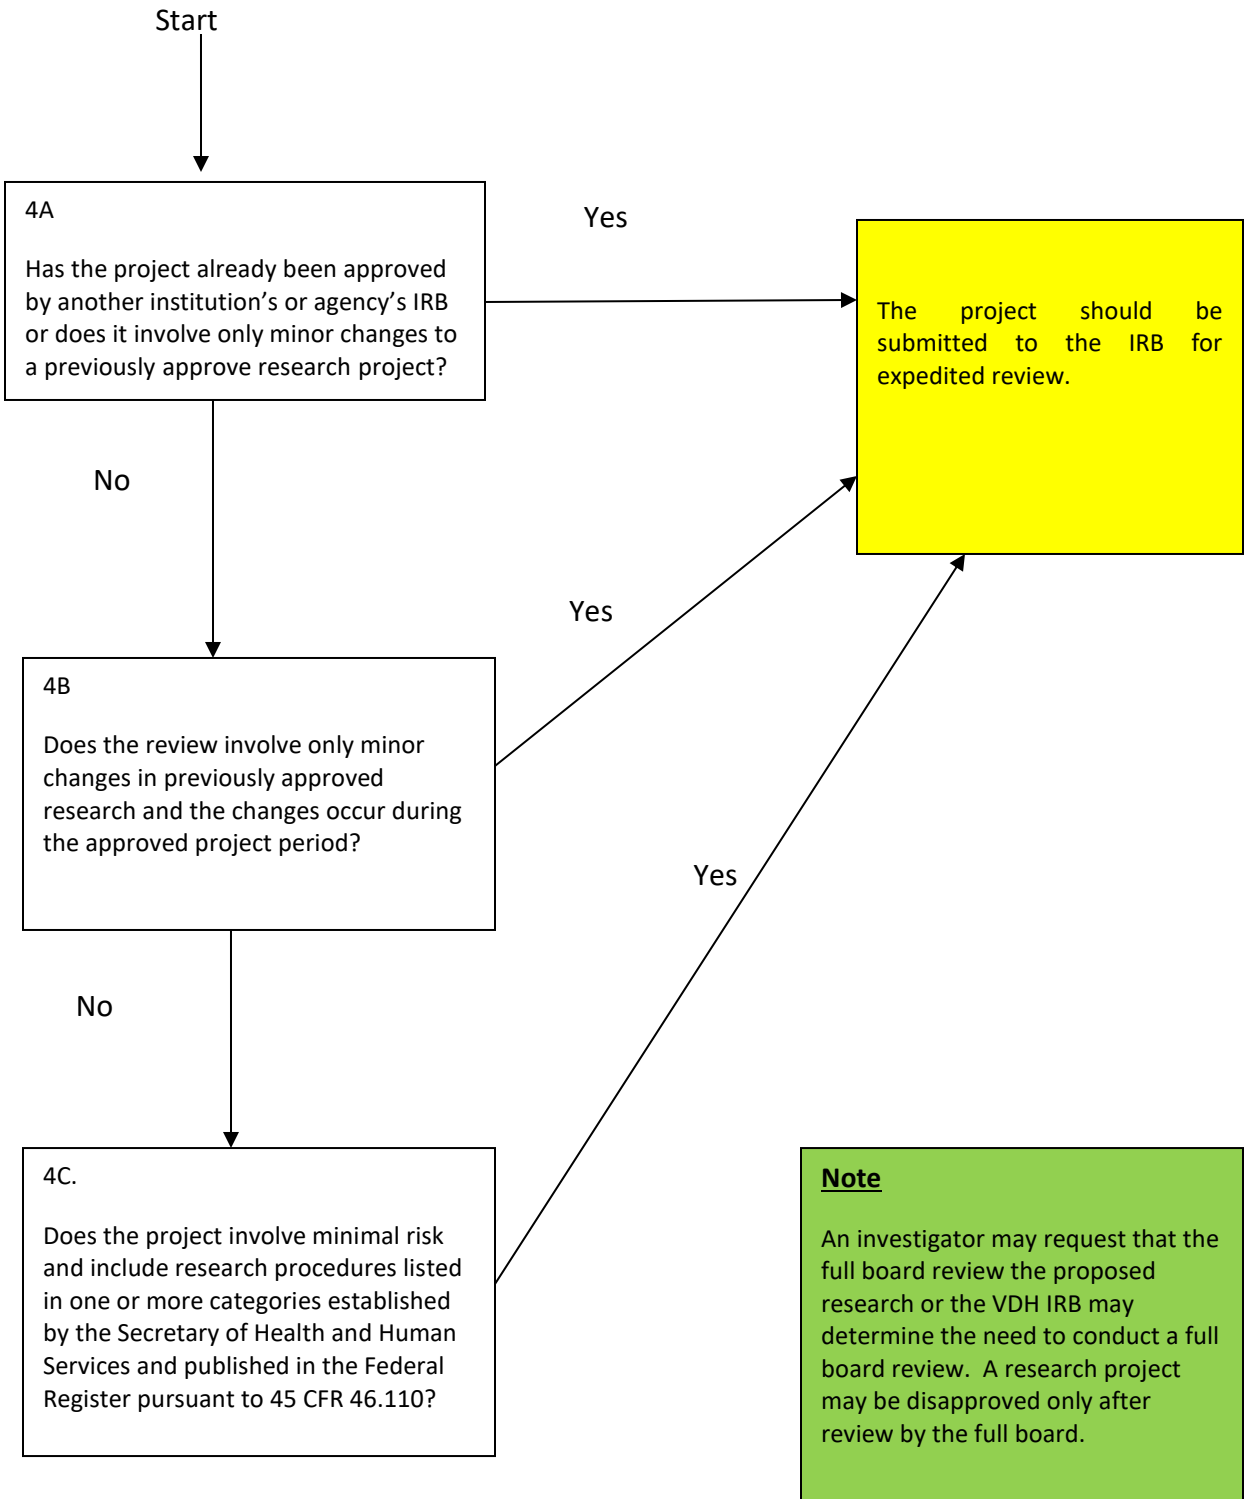 Start
4A
Has the project already been approved
by another institution’s or agency’s IRB
or does it involve only minor changes to
a previously approve research project?
Yes
The project should be
submitted to the IRB for
expedited review.
No
4B
Does the review involve only minor
changes in previously approved
research and the changes occur during
the approved project period?
Yes
No
4C.
Does the project involve minimal risk
and include research procedures listed
in one or more categories established
by the Secretary of Health and Human
Services and published in the Federal
Register pursuant to 45 CFR 46.110?
Yes
Note
An investigator may request that the
full board review the proposed
research or the VDH IRB may
determine the need to conduct a full
board review.  A research project
may be disapproved only after
review by the full board.